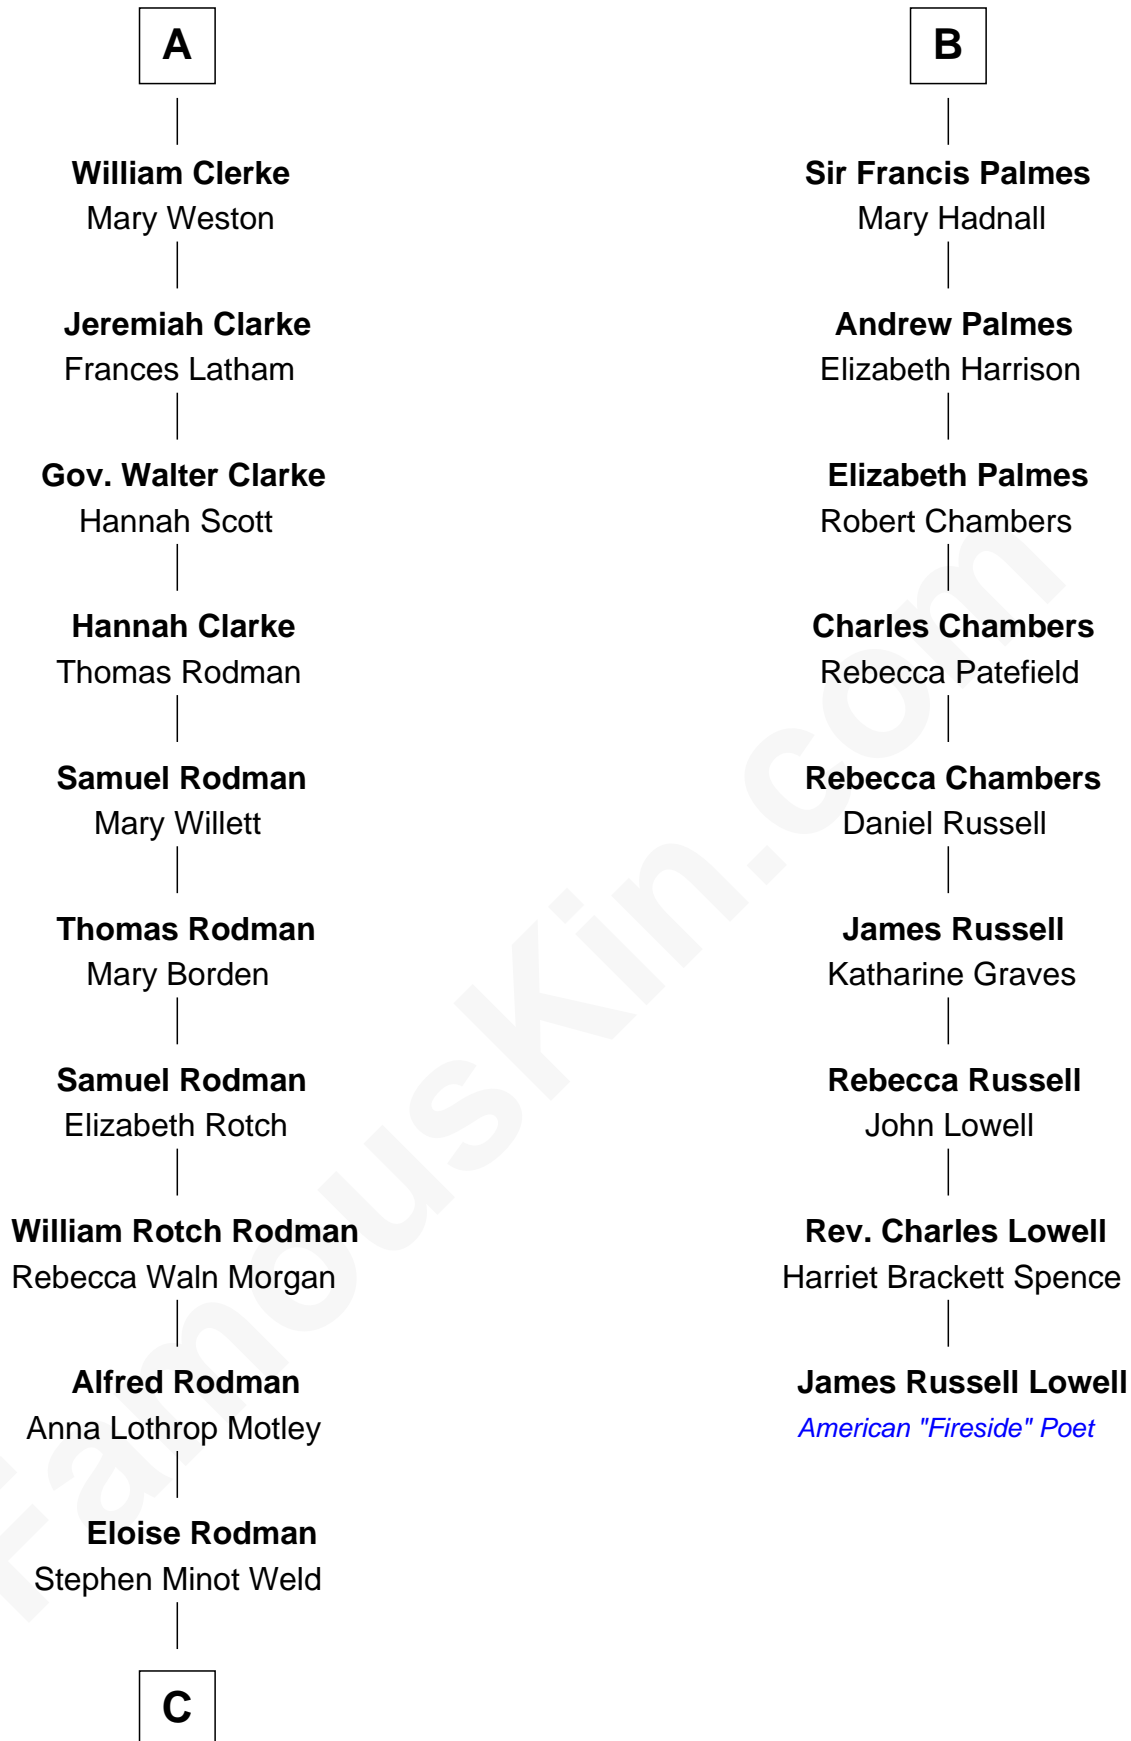 A
William Clerke
Mary Weston
Jeremiah Clarke
Frances Latham
Gov. Walter Clarke
Hannah Scott
Hannah Clarke
Thomas Rodman
Samuel Rodman
Mary Willett
Thomas Rodman
Mary Borden
Samuel Rodman
Elizabeth Rotch
William Rotch Rodman
Rebecca Waln Morgan
Alfred Rodman
Anna Lothrop Motley
Eloise Rodman
Stephen Minot Weld
C
B
Sir Francis Palmes
Mary Hadnall
Andrew Palmes
Elizabeth Harrison
Elizabeth Palmes
Robert Chambers
Charles Chambers
Rebecca Patefield
Rebecca Chambers
Daniel Russell
James Russell
Katharine Graves
Rebecca Russell
John Lowell
Rev. Charles Lowell
Harriet Brackett Spence
James Russell Lowell
American "Fireside" Poet
FamousKin.com